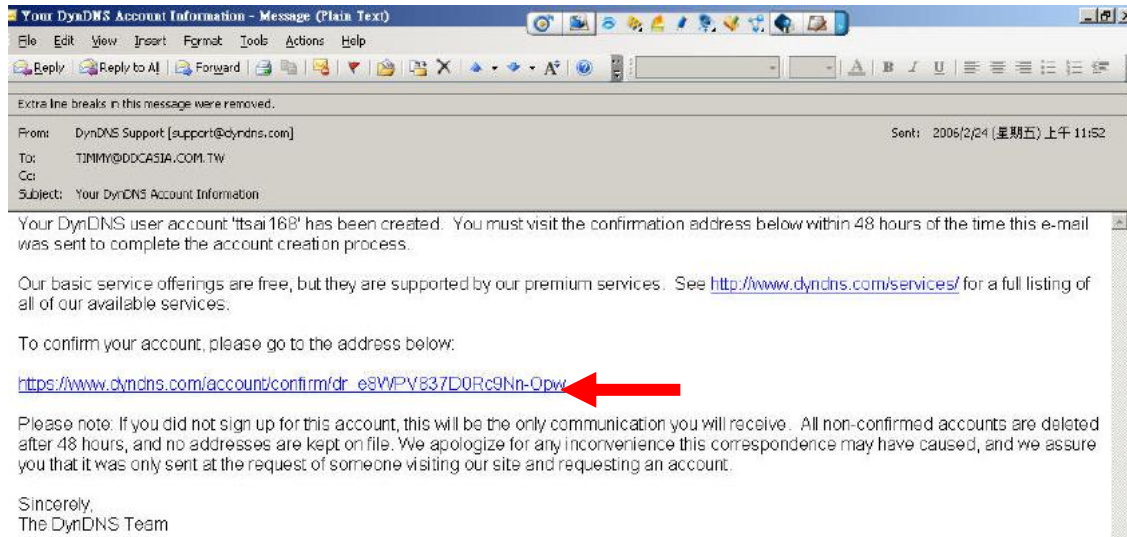 Your DynDNS Account Information - Message (Plain Text)
File Edit View Insert Format Tools Actions Help
Reply Reply to All Forward
Extra line breaks in this message were removed.
From: DynDNS Support [support@dyndns.com] Sent: 2006/2/24 (星期五) 上午 11:52
To: TIMMY@DDCASIA.COM.TW
Cc:
Subject: Your DynDNS Account Information
Your DynDNS user account 'ttsai168' has been created. You must visit the confirmation address below within 48 hours of the time this e-mail
was sent to complete the account creation process.
Our basic service offerings are free, but they are supported by our premium services. See http://www.dyndns.com/services/ for a full listing of
all of our available services.
To confirm your account, please go to the address below:
https://www.dyndns.com/account/confirm/dr_e8WPV837D0Rc9Nn-Opw
Please note: If you did not sign up for this account, this will be the only communication you will receive. All non-confirmed accounts are deleted
after 48 hours, and no addresses are kept on file. We apologize for any inconvenience this correspondence may have caused, and we assure
you that it was only sent at the request of someone visiting our site and requesting an account.
Sincerely,
The DynDNS Team